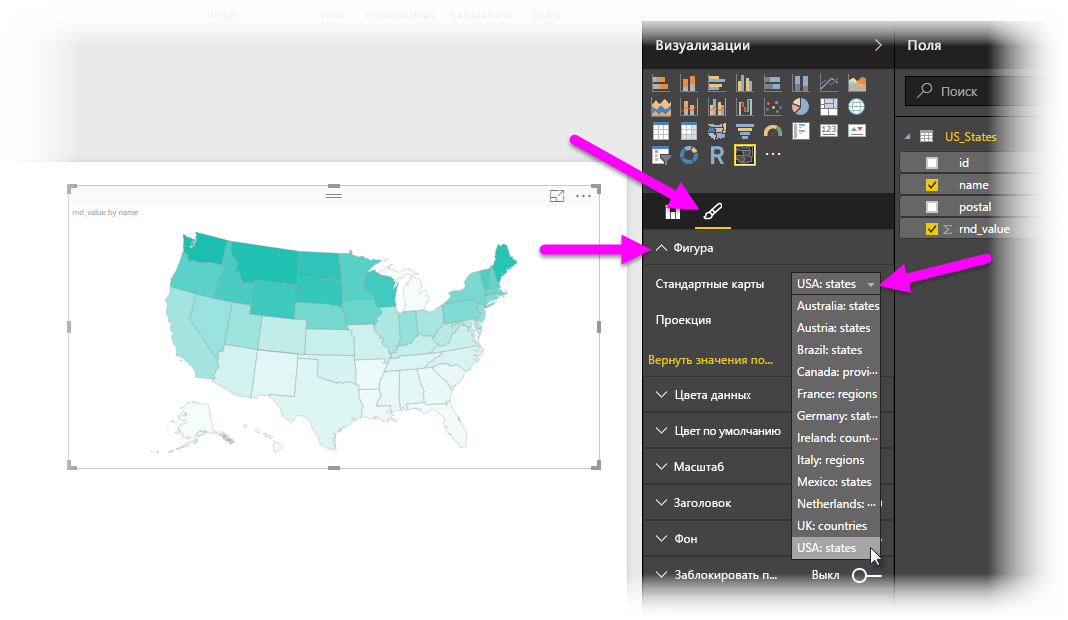 Insert View Relationships Calculations Share
Визуализации
Поля
Поиск
US_States
id
name
postal
rnd_value
rnd_value by name
R
123
Фигура
Стандартные карты
USA: states
Проекция
Вернуть значения по...
Цвета данных
Цвет по умолчанию
Масштаб
Заголовок
Фон
Заблокировать п...
Выкл
Australia: states
Austria: states
Brazil: states
Canada: provi...
France: regions
Germany: stat...
Ireland: count...
Italy: regions
Mexico: states
Netherlands: ...
UK: countries
USA: states